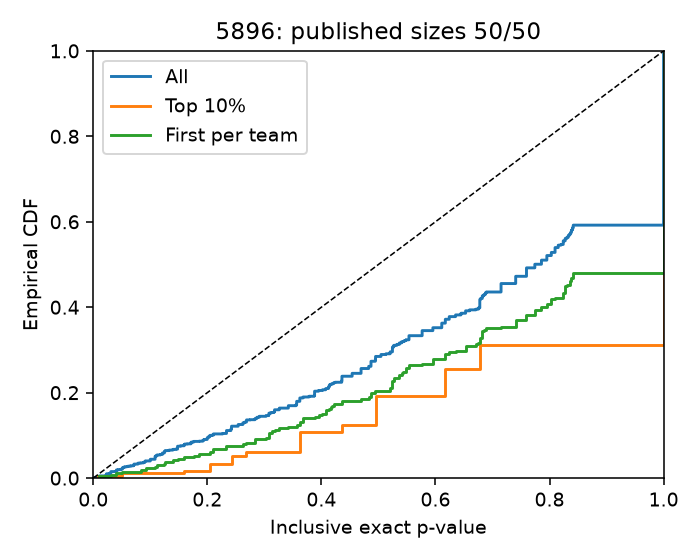 5896: published sizes 50/50
All
Top 10%
First per team
Empirical CDF
1.0
0.8
0.6
0.4
0.2
0.0
0.0 0.2 0.4 0.6 0.8 1.0
Inclusive exact p-value